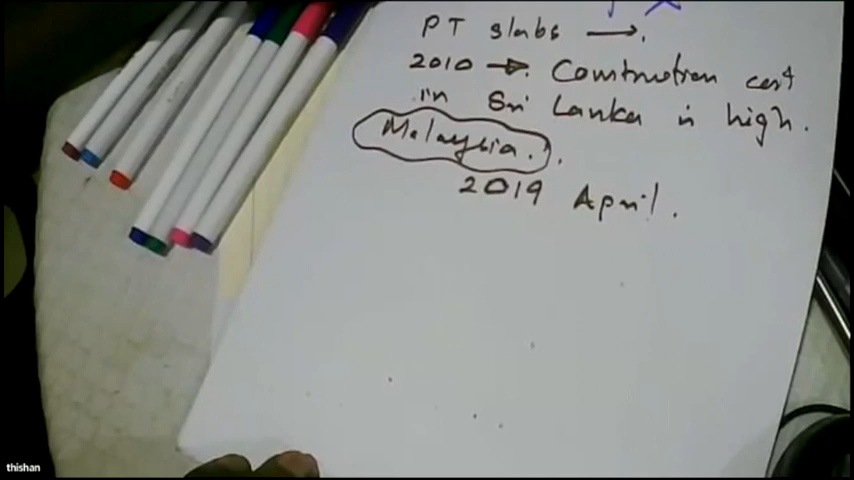 PT slabs →.
2010 → Construction cost
in Sri Lanka is high.
Malaysia.
2019 April.
thishan